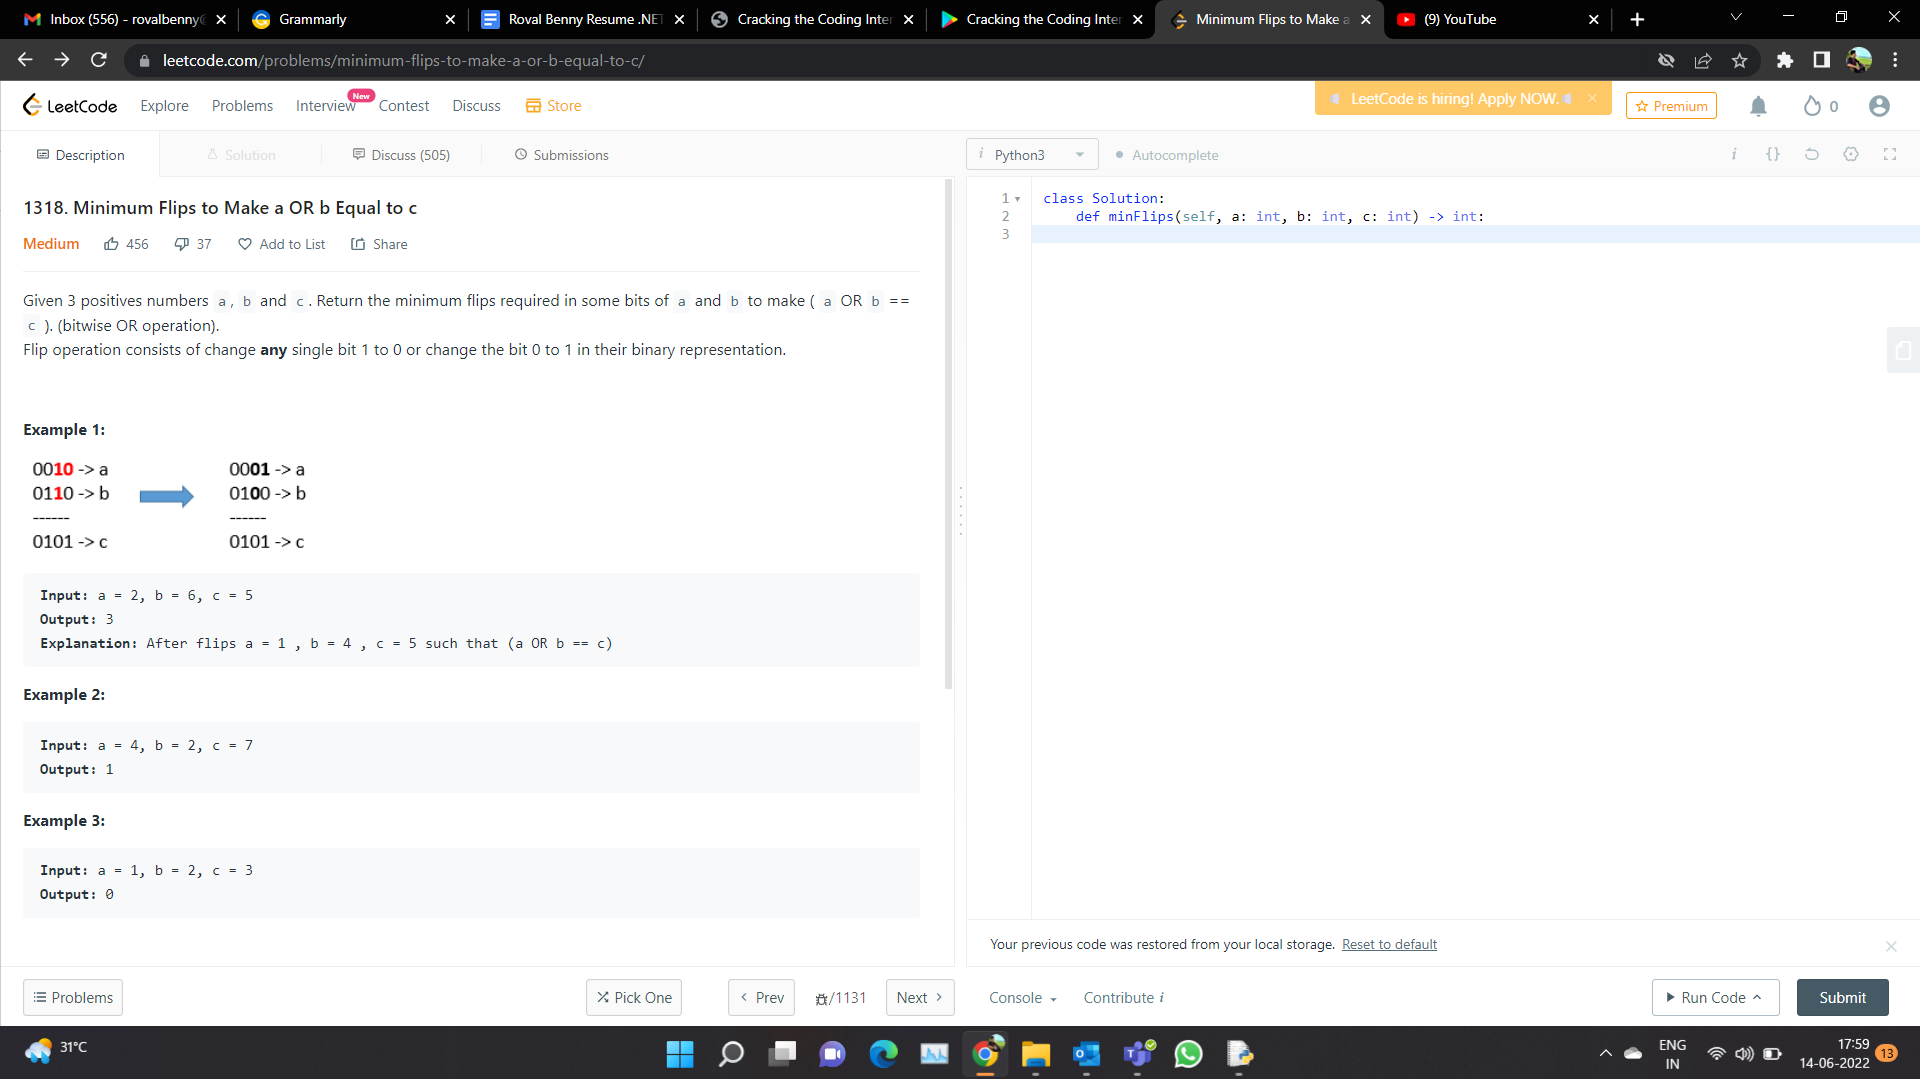 Inbox (556) - rovalbenny@
Grammarly
Roval Benny Resume .NET
Cracking the Coding Inter
Cracking the Coding Inter
Minimum Flips to Make a
(9) YouTube
leetcode.com/problems/minimum-flips-to-make-a-or-b-equal-to-c/
LeetCode
Explore
Problems
Interview
New
Contest
Discuss
Store
LeetCode is hiring! Apply NOW.
Premium
0
Description
Solution
Discuss (505)
Submissions
i Python3
Autocomplete
i
{}
1318. Minimum Flips to Make a OR b Equal to c
Medium
456
37
Add to List
Share
Given 3 positives numbers a, b and c. Return the minimum flips required in some bits of a and b to make ( a OR b ==
c ). (bitwise OR operation).
Flip operation consists of change any single bit 1 to 0 or change the bit 0 to 1 in their binary representation.
Example 1:
0010 -> a 0001 -> a
0110 -> b 0100 -> b
------ ------
0101 -> c 0101 -> c
Input: a = 2, b = 6, c = 5
Output: 3
Explanation: After flips a = 1 , b = 4 , c = 5 such that (a OR b == c)
Example 2:
Input: a = 4, b = 2, c = 7
Output: 1
Example 3:
Input: a = 1, b = 2, c = 3
Output: 0
1 class Solution:
2 def minFlips(self, a: int, b: int, c: int) -> int:
3
Your previous code was restored from your local storage. Reset to default
Problems
Pick One
Prev
/1131
Next
Console
Contribute i
Run Code
Submit
31°C
ENG
IN
17:59
14-06-2022
13